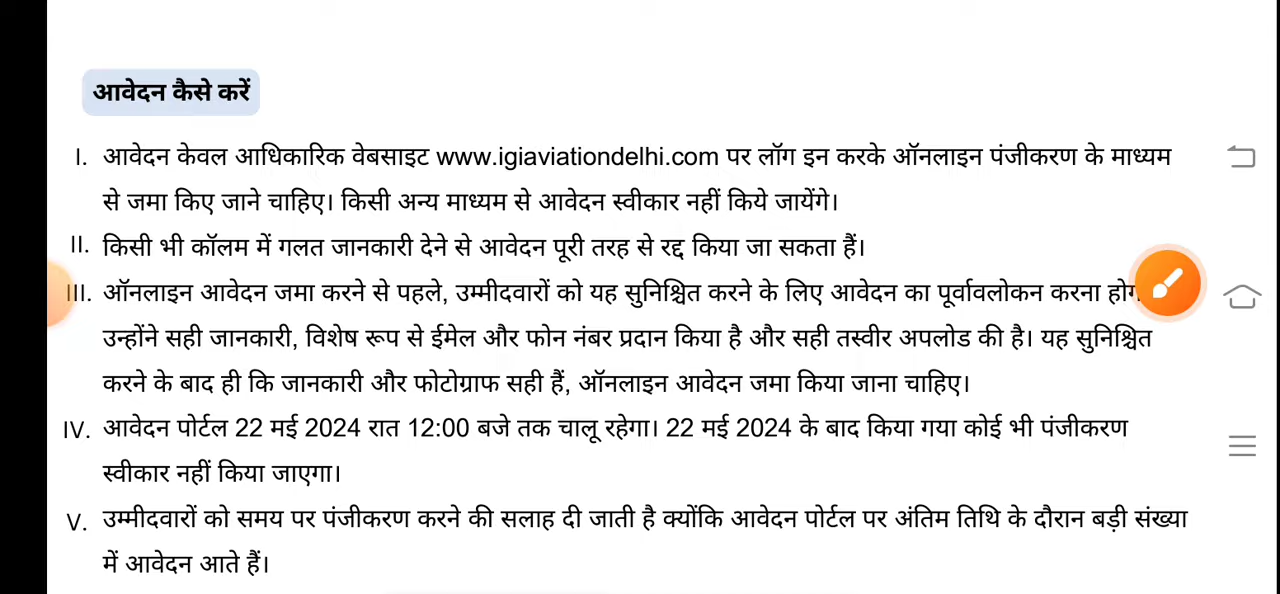 आवेदन कैसे करें
I. आवेदन केवल आधिकारिक वेबसाइट www.igiaviationdelhi.com पर लॉग इन करके ऑनलाइन पंजीकरण के माध्यम
से जमा किए जाने चाहिए। किसी अन्य माध्यम से आवेदन स्वीकार नहीं किये जायेंगे।
II. किसी भी कॉलम में गलत जानकारी देने से आवेदन पूरी तरह से रद्द किया जा सकता हैं।
III. ऑनलाइन आवेदन जमा करने से पहले, उम्मीदवारों को यह सुनिश्चित करने के लिए आवेदन का पूर्वावलोकन करना
उन्होंने सही जानकारी, विशेष रूप से ईमेल और फोन नंबर प्रदान किया है और सही तस्वीर अपलोड की है। यह सुनिश्चित
करने के बाद ही कि जानकारी और फोटोग्राफ सही हैं, ऑनलाइन आवेदन जमा किया जाना चाहिए।
IV. आवेदन पोर्टल 22 मई 2024 रात 12:00 बजे तक चालू रहेगा। 22 मई 2024 के बाद किया गया कोई भी पंजीकरण
स्वीकार नहीं किया जाएगा।
V. उम्मीदवारों को समय पर पंजीकरण करने की सलाह दी जाती है क्योंकि आवेदन पोर्टल पर अंतिम तिथि के दौरान बड़ी संख्या
में आवेदन आते हैं।